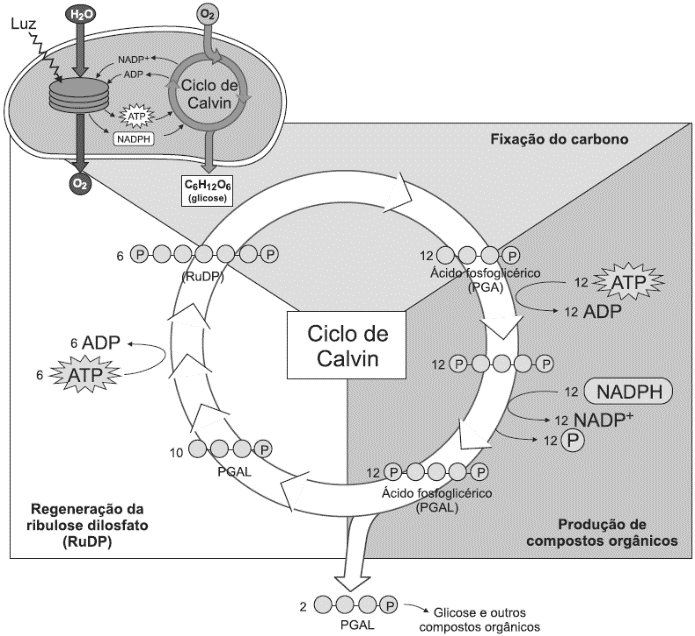 Luz
H2O
O2
NADP+
ADP
ATP
NADPH
Ciclo de
Calvin
O2
C6H12O6
(glicose)
Fixação do carbono
6 P P
(RuDP)
12 P
Ácido fosfoglicérico
(PGA)
12 ATP
12 ADP
Ciclo de
Calvin
6 ADP
6 ATP
12 P P
12 NADPH
12 NADP+
12 P
10 P
PGAL
12 P P
Ácido fosfoglicérico
(PGAL)
Regeneração da
ribulose dilosfato
(RuDP)
Produção de
compostos orgânicos
2 P
PGAL
Glicose e outros
compostos orgânicos